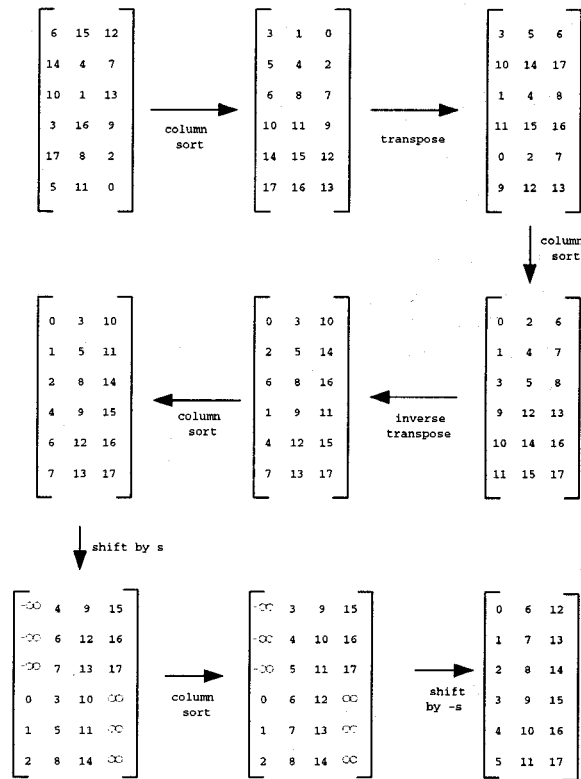 6 15 12
14 4 7
10 1 13
3 16 9
17 8 2
5 11 0
column
sort
3 1 0
5 4 2
6 8 7
10 11 9
14 15 12
17 16 13
transpose
3 5 6
10 14 17
1 4 8
11 15 16
0 2 7
9 12 13
column
sort
0 2 6
1 4 7
3 5 8
9 12 13
10 14 16
11 15 17
inverse
transpose
0 3 10
2 5 14
6 8 16
1 9 11
4 12 15
7 13 17
column
sort
0 3 10
1 5 11
2 8 14
4 9 15
6 12 16
7 13 17
shift by s
-∞ 4 9 15
-∞ 6 12 16
-∞ 7 13 17
0 3 10 ∞
1 5 11 ∞
2 8 14 ∞
column
sort
-∞ 3 9 15
-∞ 4 10 16
-∞ 5 11 17
0 6 12 ∞
1 7 13 ∞
2 8 14 ∞
shift
by -s
0 6 12
1 7 13
2 8 14
3 9 15
4 10 16
5 11 17